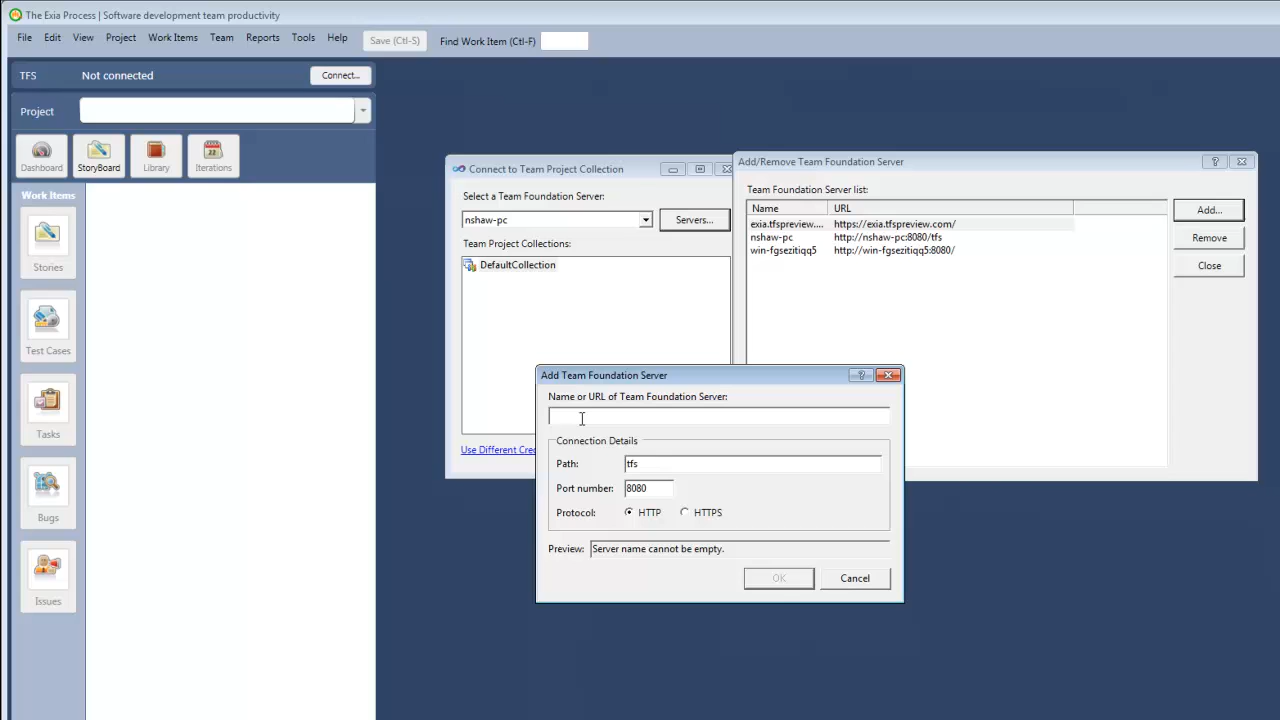 The Exia Process | Software development team productivity
File Edit View Project Work Items Team Reports Tools Help Save (Ctl-S) Find Work Item (Ctl-F)
TFS Not connected Connect...
Project
Dashboard StoryBoard Library Iterations
Work Items
Stories
Test Cases
Tasks
Bugs
Issues
Connect to Team Project Collection
Select a Team Foundation Server:
nshaw-pc Servers...
Team Project Collections:
DefaultCollection
Use Different Cre
Add/Remove Team Foundation Server
Team Foundation Server list:
Name URL
exia.tfspreview.... https://exia.tfspreview.com/
nshaw-pc http://nshaw-pc:8080/tfs
win-fgsezitiqq5 http://win-fgsezitiqq5:8080/
Add...
Remove
Close
Add Team Foundation Server
Name or URL of Team Foundation Server:
Connection Details
Path: tfs
Port number: 8080
Protocol: HTTP HTTPS
Preview: Server name cannot be empty.
OK Cancel